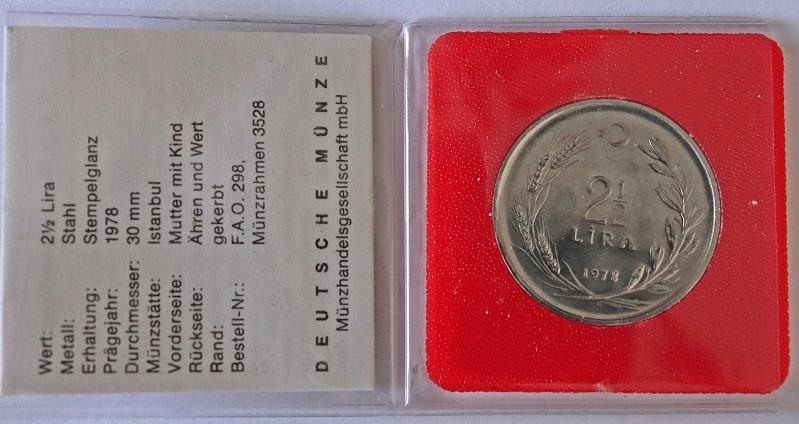 Wert: 2½ Lira
Metall: Stahl
Erhaltung: Stempelglanz
Prägejahr: 1978
Durchmesser: 30 mm
Münzstätte: Istanbul
Vorderseite: Mutter mit Kind
Rückseite: Ähren und Wert
Rand: gekerbt
Bestell-Nr.: F.A.O. 298,
Münzrahmen 3528
DEUTSCHE MÜNZE
Münzhandelsgesellschaft mbH
2½
LİRA
1978